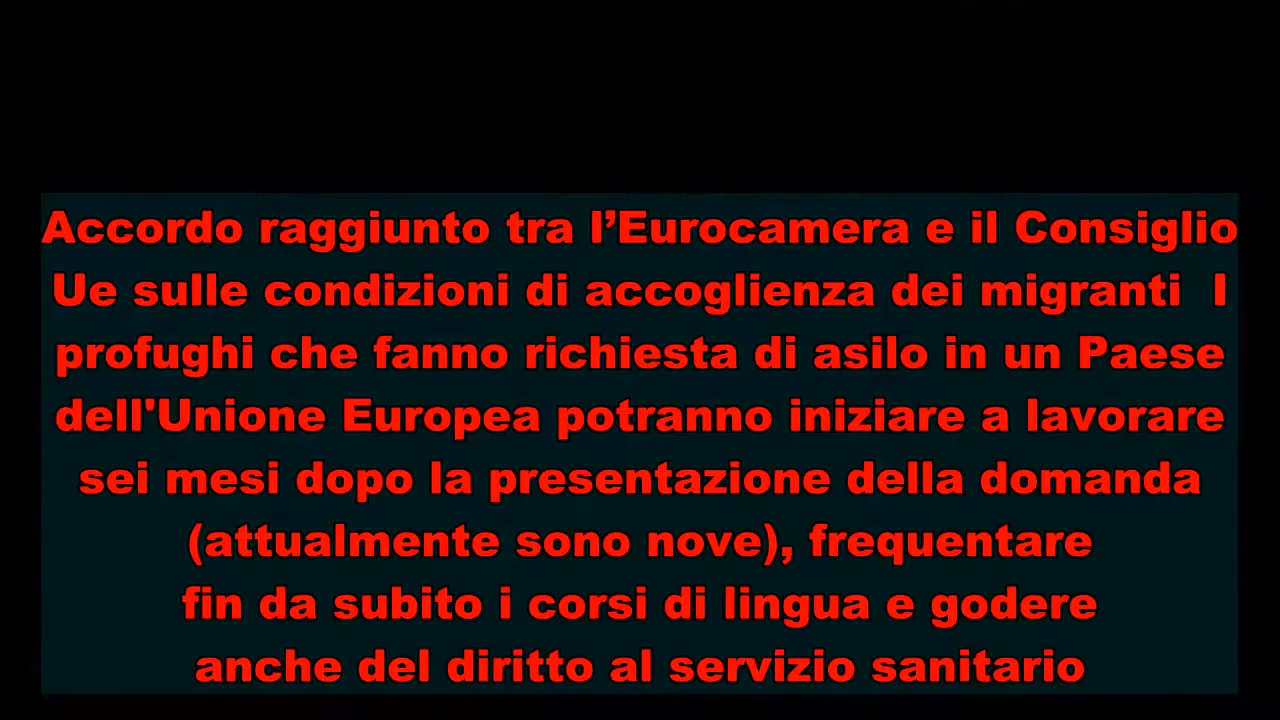 Accordo raggiunto tra l’Eurocamera e il Consiglio
Ue sulle condizioni di accoglienza dei migranti  I
profughi che fanno richiesta di asilo in un Paese
dell'Unione Europea potranno iniziare a lavorare
sei mesi dopo la presentazione della domanda
(attualmente sono nove), frequentare
fin da subito i corsi di lingua e godere
anche del diritto al servizio sanitario